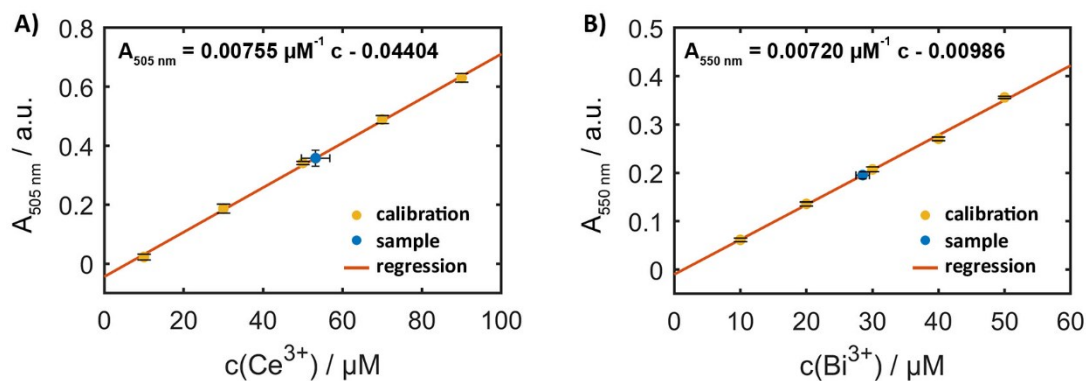 A)
A505 nm = 0.00755 µM-1 c - 0.04404
0.8
0.6
0.4
0.2
0
A505 nm / a.u.
calibration
sample
regression
0 20 40 60 80 100
c(Ce3+) / µM
B)
A550 nm = 0.00720 µM-1 c - 0.00986
0.5
0.4
0.3
0.2
0.1
0
A550 nm / a.u.
calibration
sample
regression
0 10 20 30 40 50 60
c(Bi3+) / µM